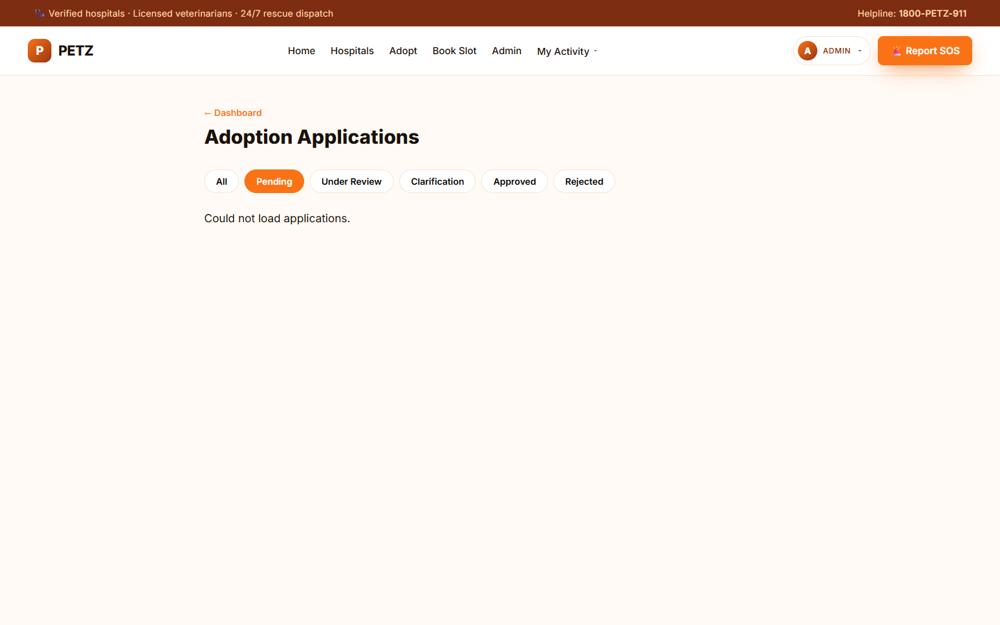 Verified hospitals · Licensed veterinarians · 24/7 rescue dispatch
Helpline: 1800-PETZ-911
P PETZ
Home Hospitals Adopt Book Slot Admin My Activity
A ADMIN
Report SOS
← Dashboard
Adoption Applications
All Pending Under Review Clarification Approved Rejected
Could not load applications.